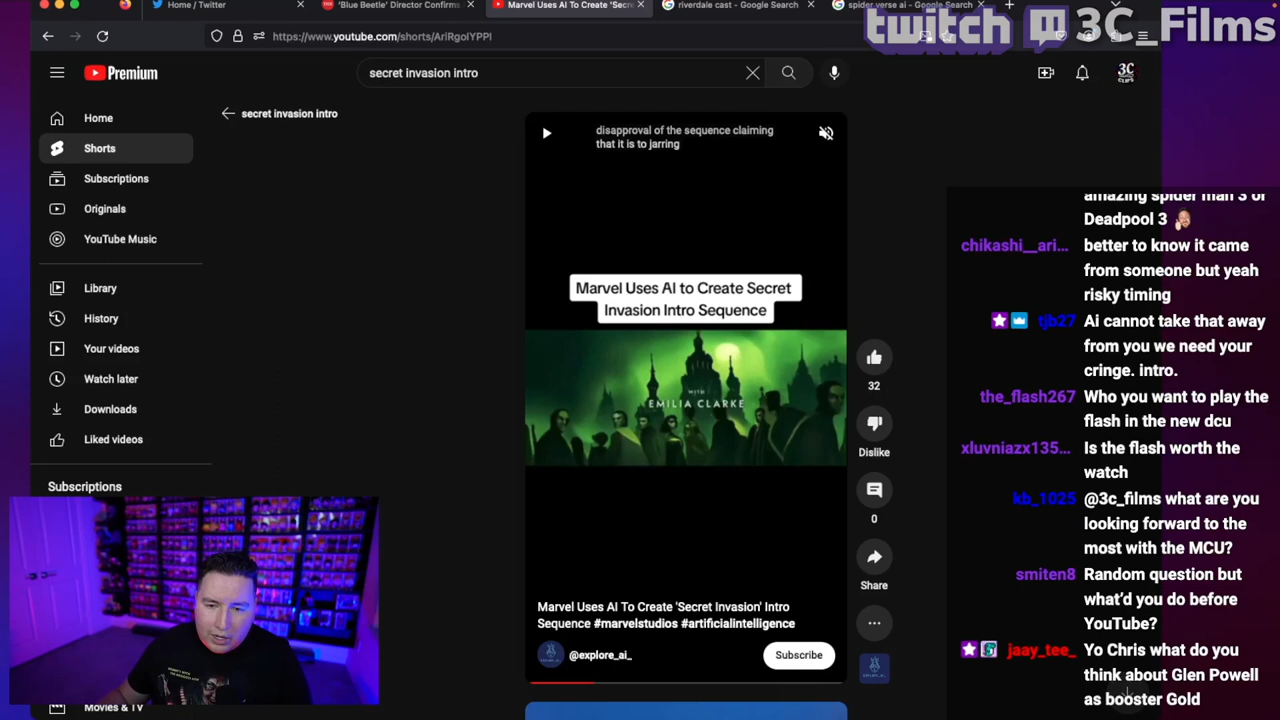 Home / Twitter
'Blue Beetle' Director Confirms
Marvel Uses AI To Create 'Secr
riverdale cast - Google Search
spider verse ai - Google Search
twitch 3C_Films
https://www.youtube.com/shorts/AriRgolYPPI
Premium
secret invasion intro
Home
Shorts
Subscriptions
Originals
YouTube Music
Library
History
Your videos
Watch later
Downloads
Liked videos
Subscriptions
Movies & TV
secret invasion intro
disapproval of the sequence claiming
that it is to jarring
Marvel Uses AI to Create Secret
Invasion Intro Sequence
with
EMILIA CLARKE
32
Dislike
0
Share
Marvel Uses AI To Create 'Secret Invasion' Intro
Sequence #marvelstudios #artificialintelligence
@explore_ai_
Subscribe
amazing spider man 3 or
Deadpool 3
chikashi__ari... better to know it came
from someone but yeah
risky timing
tjb27 Ai cannot take that away
from you we need your
cringe. intro.
the_flash267 Who you want to play the
flash in the new dcu
xluvniazx135... Is the flash worth the
watch
kb_1025 @3c_films what are you
looking forward to the
most with the MCU?
smiten8 Random question but
what'd you do before
YouTube?
jaay_tee_ Yo Chris what do you
think about Glen Powell
as booster Gold